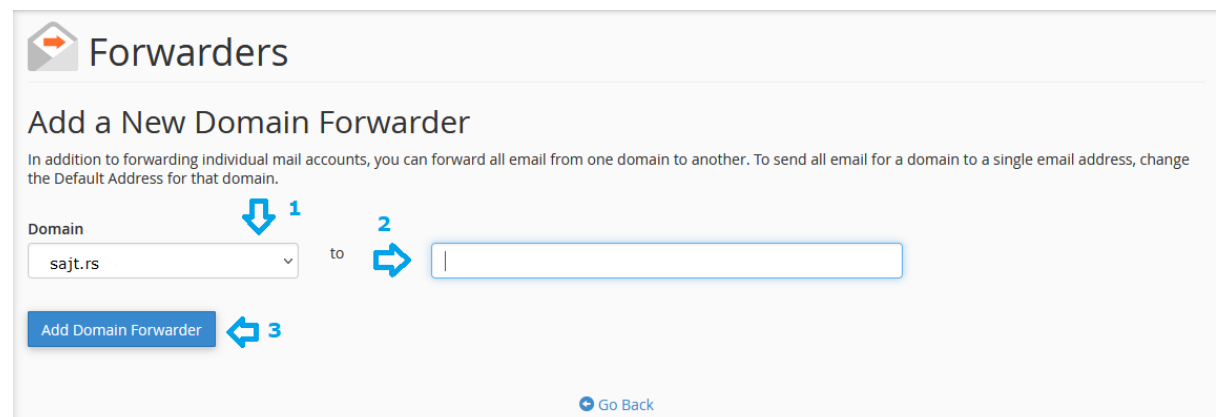 Forwarders
Add a New Domain Forwarder
In addition to forwarding individual mail accounts, you can forward all email from one domain to another. To send all email for a domain to a single email address, change
the Default Address for that domain.
1
2
Domain
sajt.rs
to
Add Domain Forwarder
3
Go Back